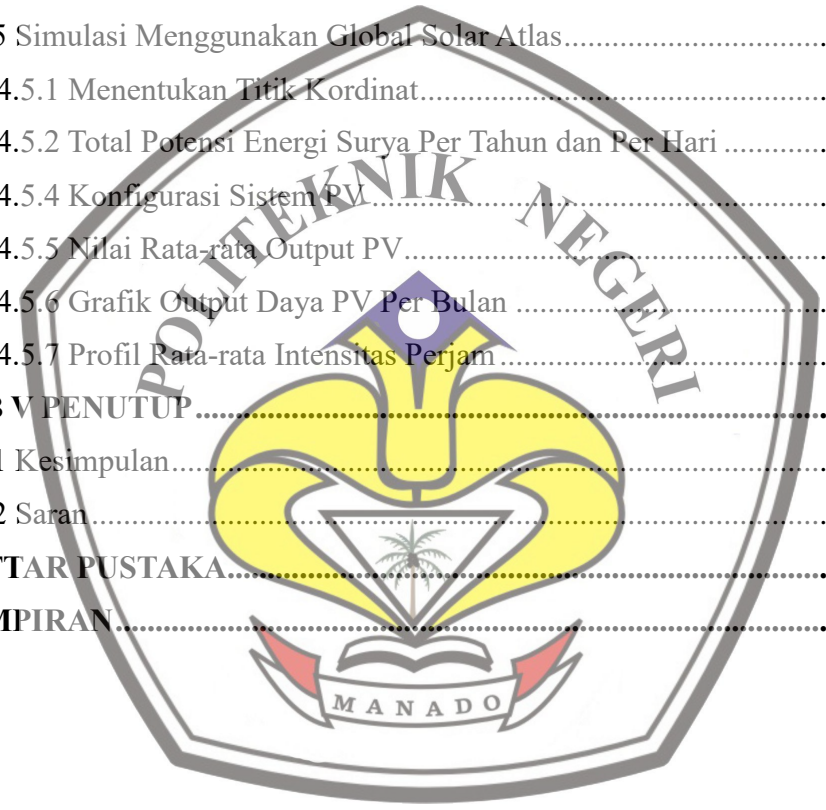 5 Simulasi Menggunakan Global Solar Atlas
4.5.1 Menentukan Titik Kordinat
4.5.2 Total Potensi Energi Surya Per Tahun dan Per Hari
4.5.4 Konfigurasi Sistem PV
4.5.5 Nilai Rata-rata Output PV
4.5.6 Grafik Output Daya PV Per Bulan
4.5.7 Profil Rata-rata Intensitas Perjam
V PENUTUP
Kesimpulan
2 Saran
TAR PUSTAKA
MPIRAN
POLITEKNIK NEGERI
MANADO